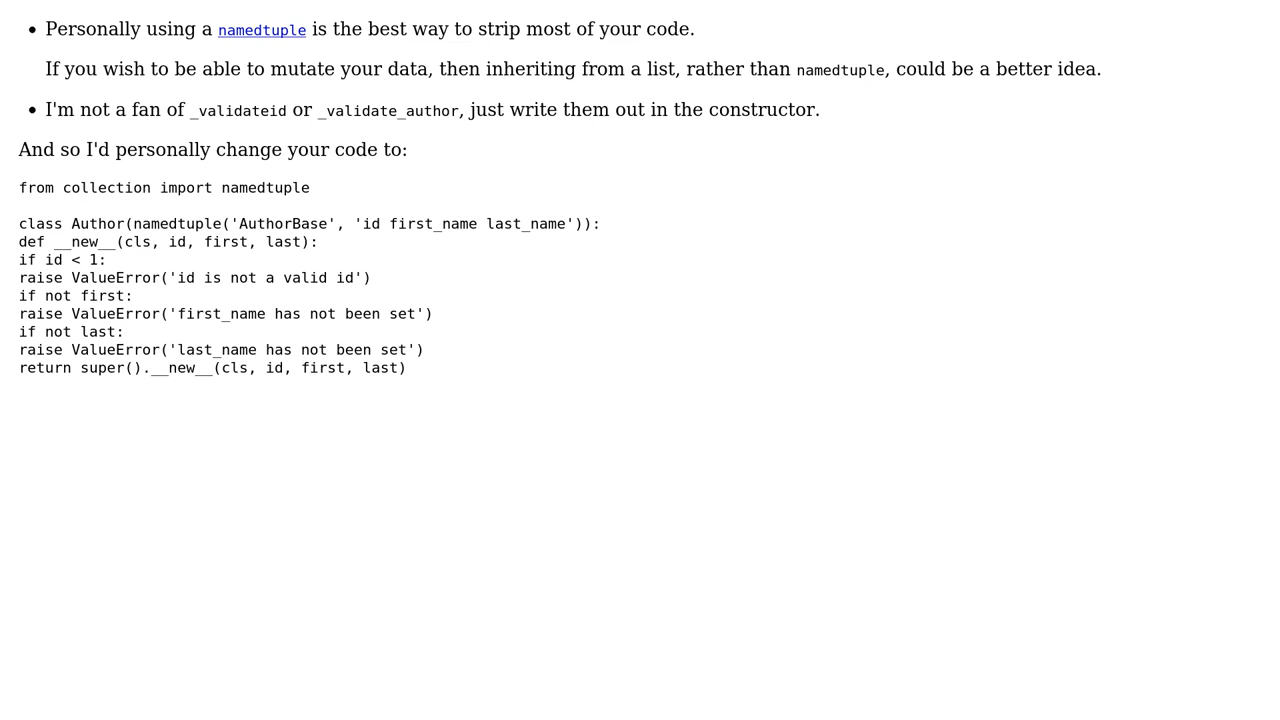 Personally using a namedtuple is the best way to strip most of your code.
If you wish to be able to mutate your data, then inheriting from a list, rather than namedtuple, could be a better idea.
I'm not a fan of _validateid or _validate_author, just write them out in the constructor.
And so I'd personally change your code to:
from collection import namedtuple
class Author(namedtuple('AuthorBase', 'id first_name last_name')):
def __new__(cls, id, first, last):
if id < 1:
raise ValueError('id is not a valid id')
if not first:
raise ValueError('first_name has not been set')
if not last:
raise ValueError('last_name has not been set')
return super().__new__(cls, id, first, last)